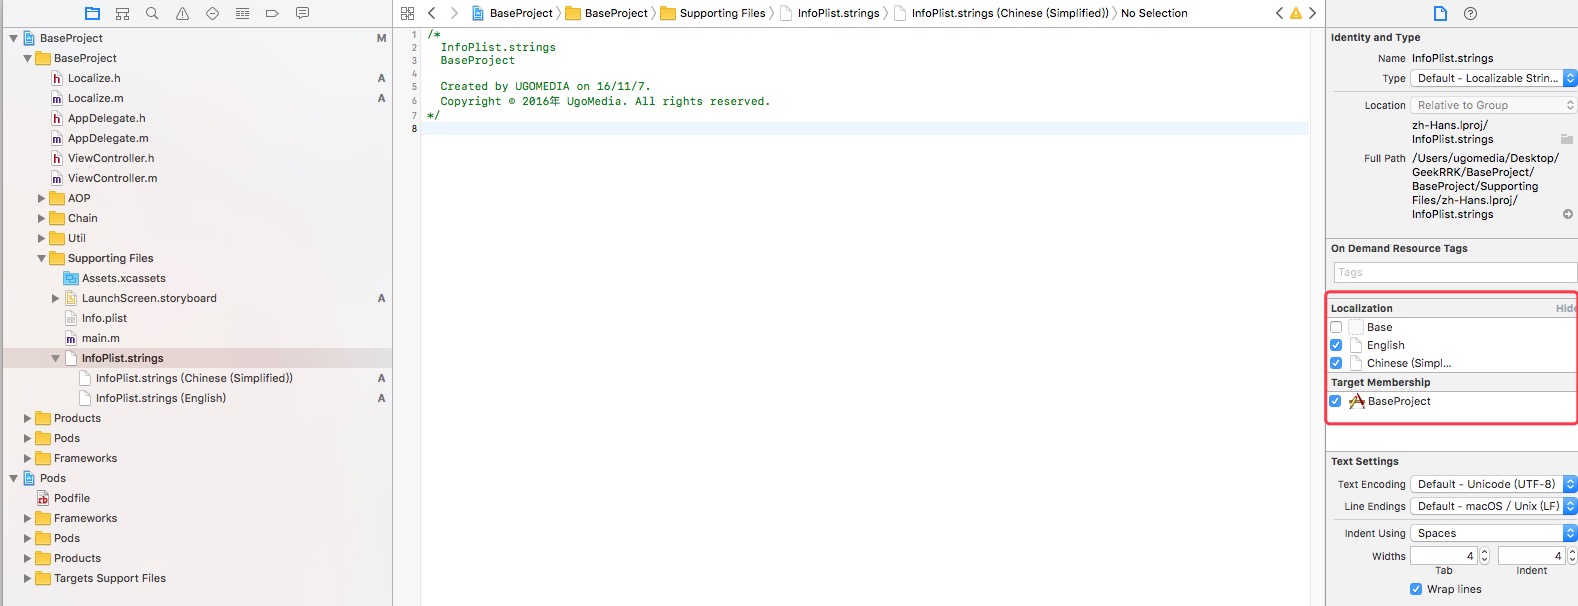 BaseProject M
BaseProject
Localize.h A
Localize.m A
AppDelegate.h
AppDelegate.m
ViewController.h
ViewController.m
AOP
Chain
Util
Supporting Files
Assets.xcassets
LaunchScreen.storyboard A
Info.plist
main.m
InfoPlist.strings
InfoPlist.strings (Chinese (Simplified)) A
InfoPlist.strings (English) A
Products
Pods
Frameworks
Pods
Podfile
Frameworks
Pods
Products
Targets Support Files
BaseProject BaseProject Supporting Files InfoPlist.strings InfoPlist.strings (Chinese (Simplified)) No Selection
1 /*
2 InfoPlist.strings
3 BaseProject
4
5 Created by UGOMEDIA on 16/11/7.
6 Copyright © 2016年 UgoMedia. All rights reserved.
7 */
8
Identity and Type
Name InfoPlist.strings
Type Default - Localizable Strin...
Location Relative to Group
zh-Hans.lproj/
InfoPlist.strings
Full Path /Users/ugomedia/Desktop/
GeekRRK/BaseProject/
BaseProject/Supporting
Files/zh-Hans.lproj/
InfoPlist.strings
On Demand Resource Tags
Tags
Localization Hide
Base
English
Chinese (Simpl...
Target Membership
BaseProject
Text Settings
Text Encoding Default - Unicode (UTF-8)
Line Endings Default - macOS / Unix (LF)
Indent Using Spaces
Widths 4 4
Tab Indent
Wrap lines